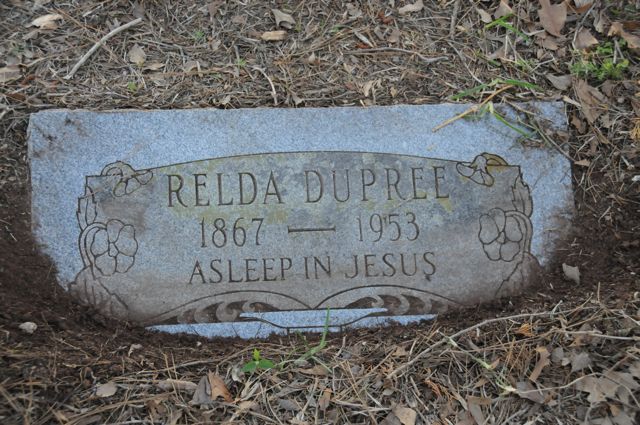 RELDA DUPREE
1867 — 1953
ASLEEP IN JESUS